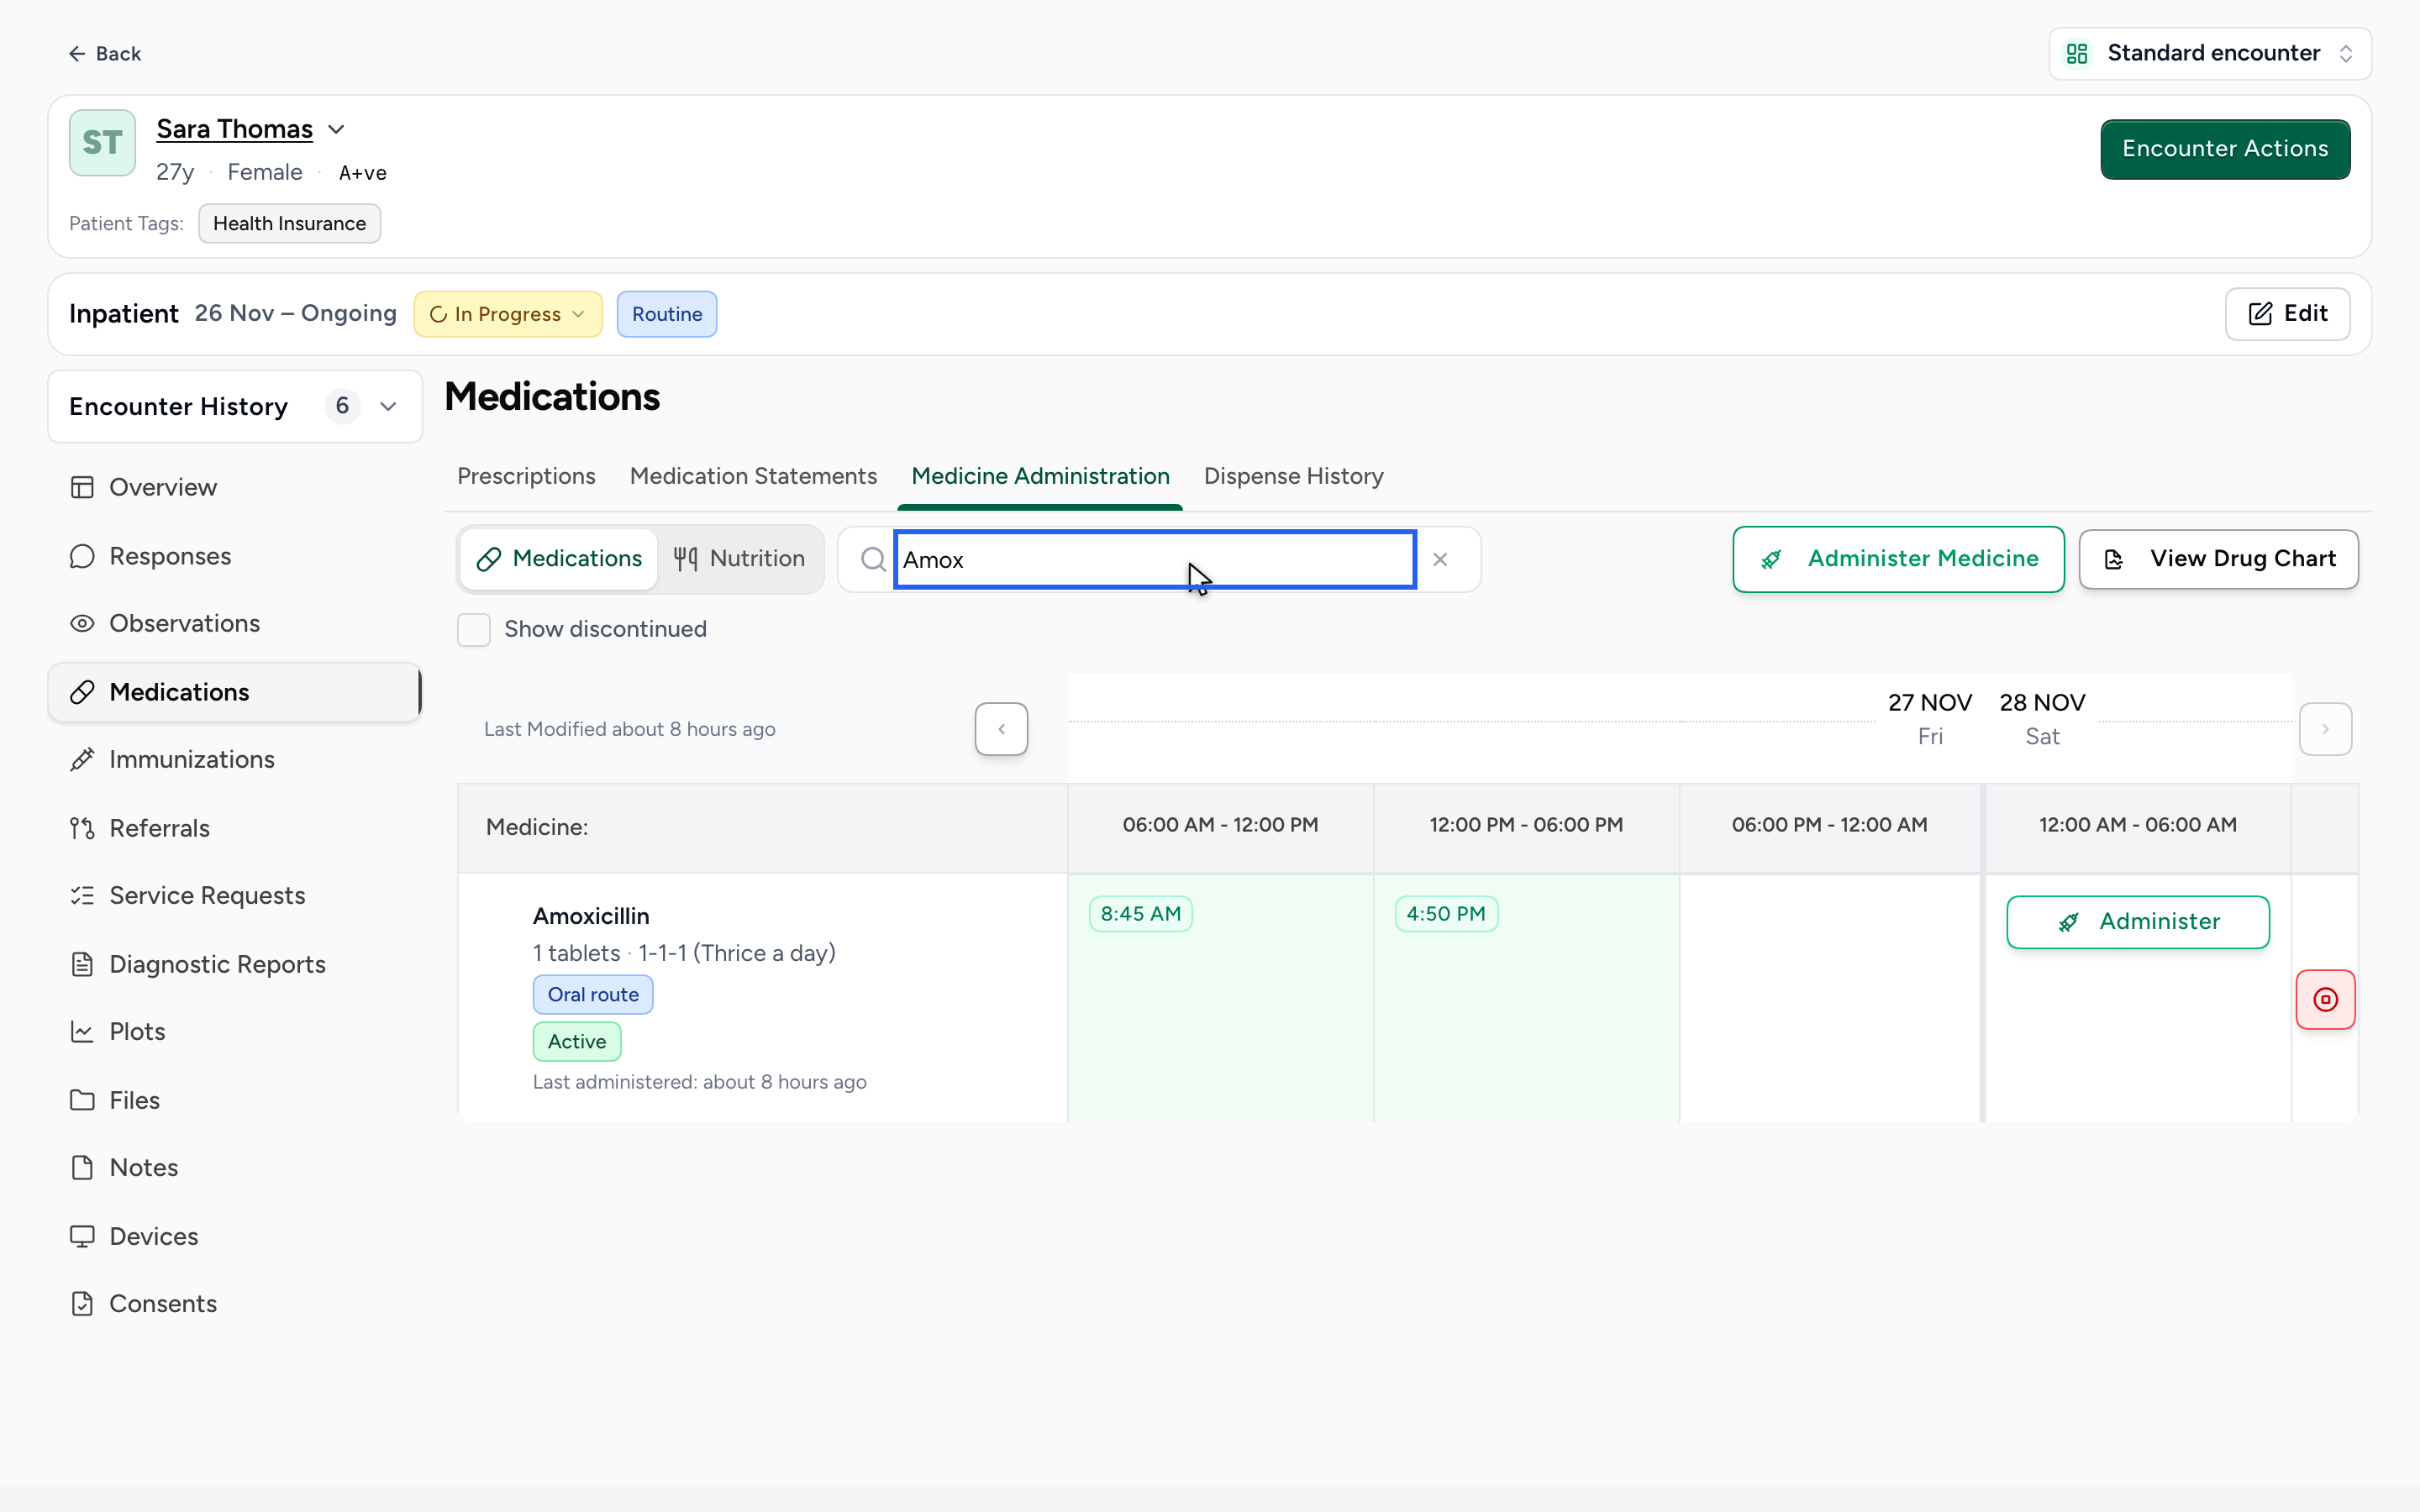 Back
Standard encounter
ST
Sara Thomas
27y · Female · A+ve
Encounter Actions
Patient Tags: Health Insurance
Inpatient 26 Nov – Ongoing In Progress Routine
Edit
Encounter History 6
Overview
Responses
Observations
Medications
Immunizations
Referrals
Service Requests
Diagnostic Reports
Plots
Files
Notes
Devices
Consents
Medications
Prescriptions Medication Statements Medicine Administration Dispense History
Medications Nutrition Amox
Administer Medicine View Drug Chart
Show discontinued
Last Modified about 8 hours ago
27 NOV 28 NOV
Fri Sat
Medicine: 06:00 AM - 12:00 PM 12:00 PM - 06:00 PM 06:00 PM - 12:00 AM 12:00 AM - 06:00 AM
Amoxicillin 8:45 AM 4:50 PM Administer
1 tablets · 1-1-1 (Thrice a day)
Oral route
Active
Last administered: about 8 hours ago